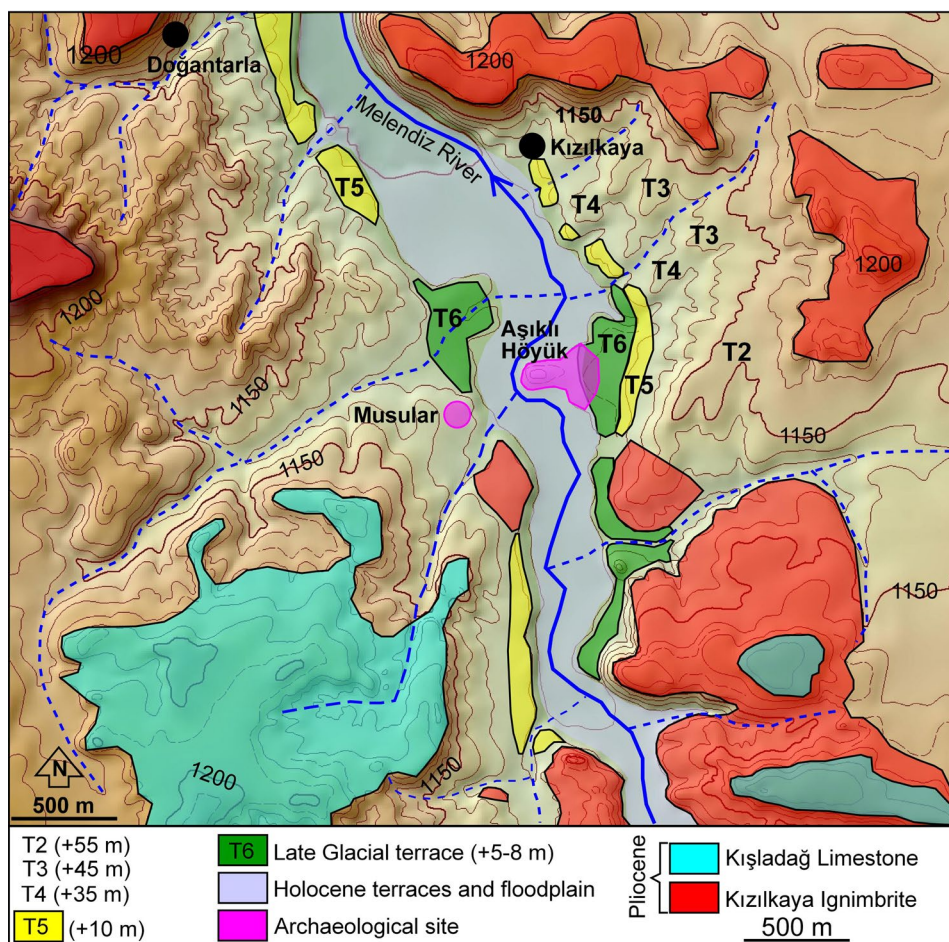 1200
Doğantarla
1200
1150
Kızılkaya
Melendiz River
T5
T4
T3
T3
T4
1200
1200
T6
Aşıklı
Höyük
T6
T2
T5
1150
Musular
1150
1150
1150
1200
1150
N
500 m
T2 (+55 m)
T3 (+45 m)
T4 (+35 m)
T5 (+10 m)
T6 Late Glacial terrace (+5-8 m)
Holocene terraces and floodplain
Archaeological site
Pliocene
Kışladağ Limestone
Kızılkaya Ignimbrite
500 m